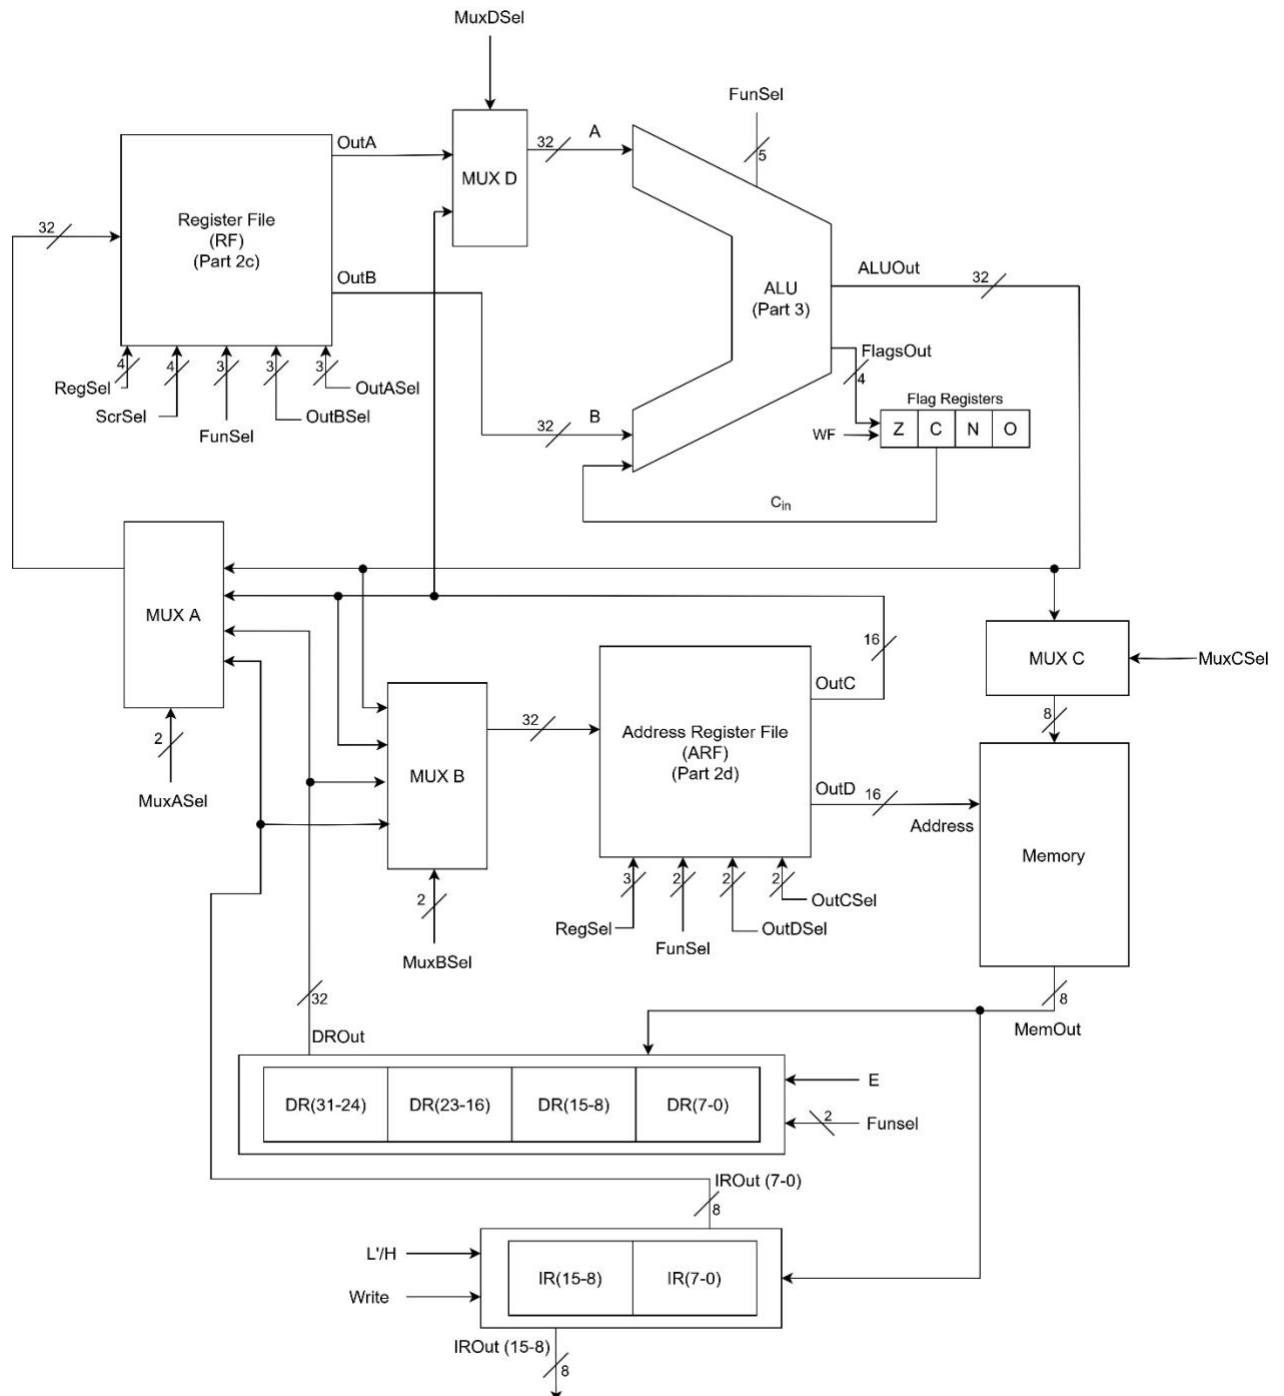 MuxDSel
FunSel
5
OutA
32
A
MUX D
Register File
(RF)
(Part 2c)
32
OutB
ALU
(Part 3)
ALUOut
32
FlagsOut
4
4
4
3
3
3
RegSel
ScrSel
FunSel
OutBSel
OutASel
32
B
Flag Registers
WF
Z C N O
Cin
MUX A
2
MuxASel
MUX C
MuxCSel
8
16
OutC
32
Address Register File
(ARF)
(Part 2d)
MUX B
OutD
16
Address
Memory
2
MuxBSel
3
2
2
2
RegSel
FunSel
OutDSel
OutCSel
8
MemOut
32
DROut
DR(31-24) DR(23-16) DR(15-8) DR(7-0)
E
2
Funsel
IROut (7-0)
8
L'/H
Write
IR(15-8) IR(7-0)
IROut (15-8)
8